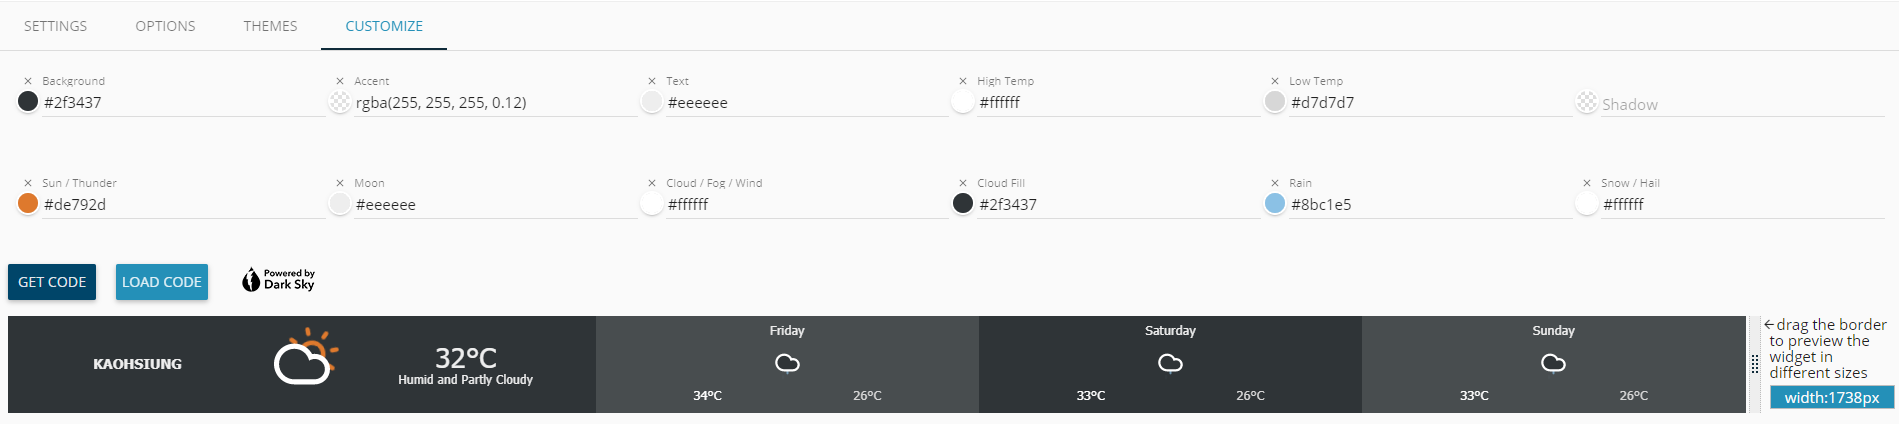 SETTINGS OPTIONS THEMES CUSTOMIZE
× Background × Accent × Text × High Temp × Low Temp
#2f3437 rgba(255, 255, 255, 0.12) #eeeeee #ffffff #d7d7d7 Shadow
× Sun / Thunder × Moon × Cloud / Fog / Wind × Cloud Fill × Rain × Snow / Hail
#de792d #eeeeee #ffffff #2f3437 #8bc1e5 #ffffff
GET CODE LOAD CODE
Powered by
Dark Sky
KAOHSIUNG
32°C
Humid and Partly Cloudy
Friday
34°C 26°C
Saturday
33°C 26°C
Sunday
33°C 26°C
←drag the border
to preview the
widget in
different sizes
width:1738px